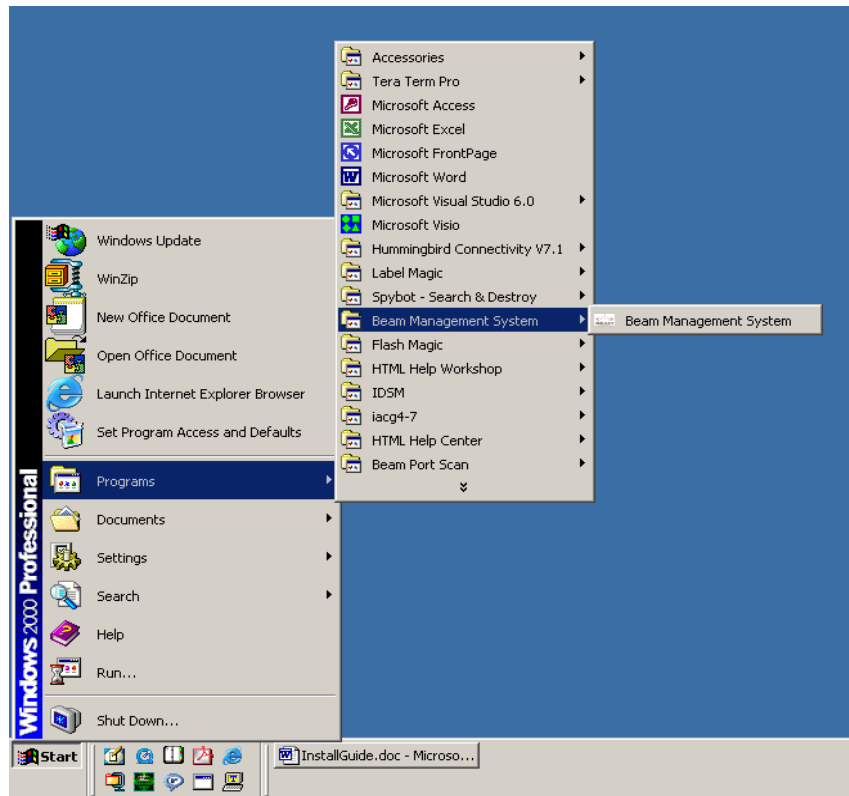 Accessories
Tera Term Pro
Microsoft Access
Microsoft Excel
Microsoft FrontPage
Microsoft Word
Microsoft Visual Studio 6.0
Microsoft Visio
Hummingbird Connectivity V7.1
Label Magic
Spybot - Search & Destroy
Beam Management System
Flash Magic
HTML Help Workshop
IDSM
iacg4-7
HTML Help Center
Beam Port Scan
Beam Management System
Windows Update
WinZip
New Office Document
Open Office Document
Launch Internet Explorer Browser
Set Program Access and Defaults
Programs
Documents
Settings
Search
Help
Run...
Shut Down...
Windows 2000 Professional
Start
InstallGuide.doc - Microso...